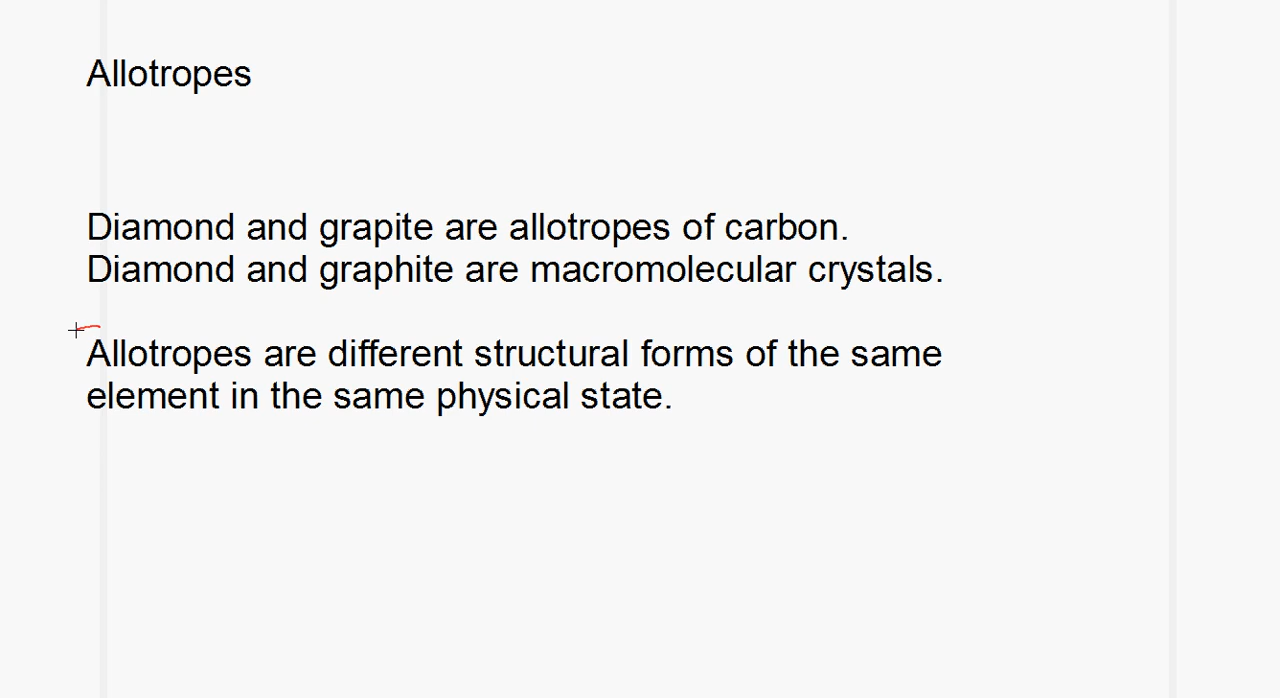 Allotropes
Diamond and grapite are allotropes of carbon.
Diamond and graphite are macromolecular crystals.
Allotropes are different structural forms of the same
element in the same physical state.